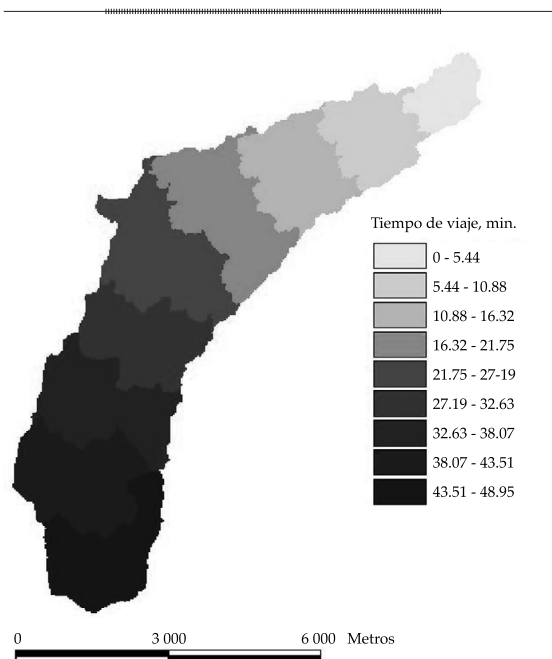 Tiempo de viaje, min.
0 - 5.44
5.44 - 10.88
10.88 - 16.32
16.32 - 21.75
21.75 - 27-19
27.19 - 32.63
32.63 - 38.07
38.07 - 43.51
43.51 - 48.95
0 3 000 6 000 Metros